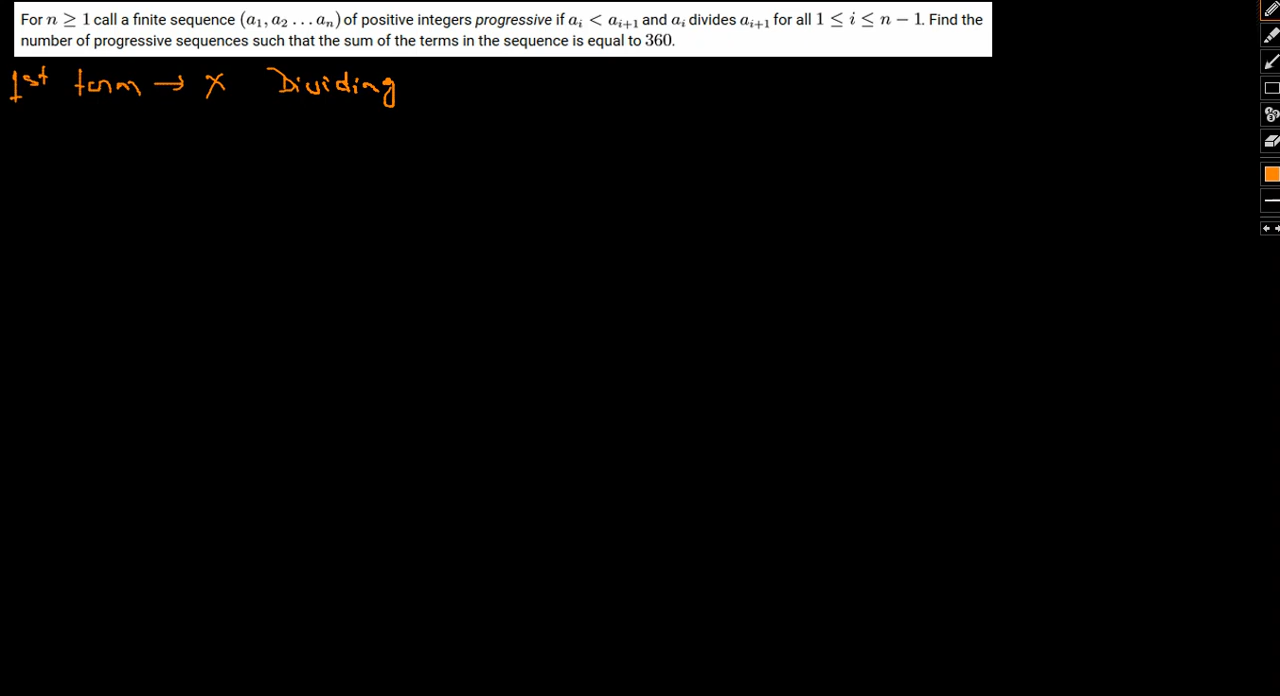 For n ≥ 1 call a finite sequence (a₁, a₂ … aₙ) of positive integers progressive if aᵢ < aᵢ₊₁ and aᵢ divides aᵢ₊₁ for all 1 ≤ i ≤ n − 1. Find the
number of progressive sequences such that the sum of the terms in the sequence is equal to 360.
1st term → x Dividing